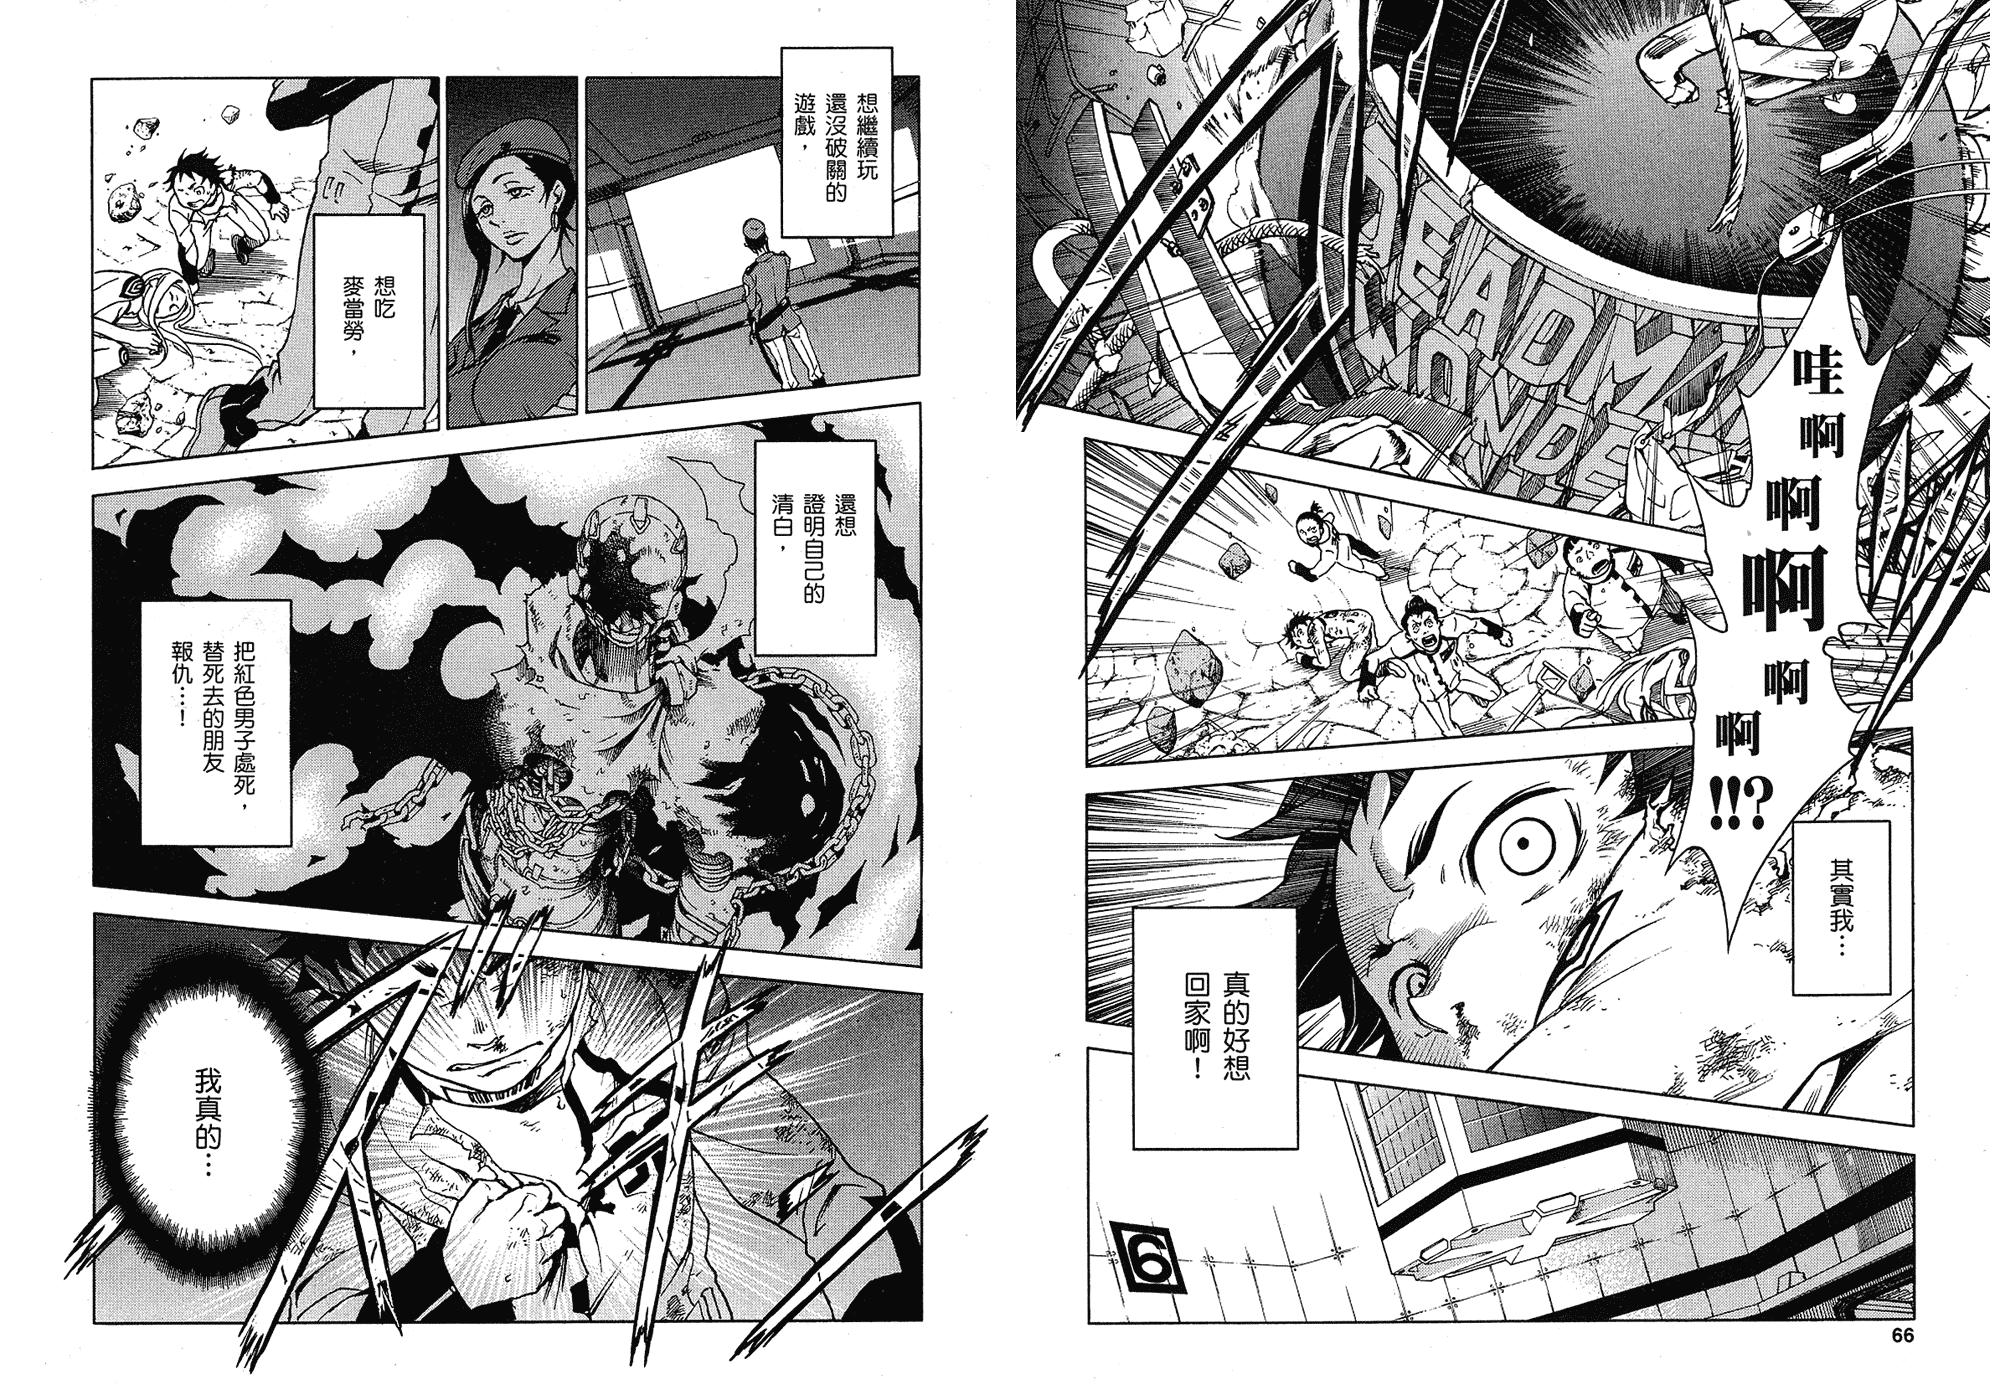 DEADMAN
WONDE
哇啊啊啊啊啊!!?
其實我…
真的好想
回家啊！
6
66
想繼續玩
還沒破關的
遊戲，
想吃
麥當勞，
還想
證明自己的
清白，
把紅色男子處死，
替死去的朋友
報仇…！
我真的…